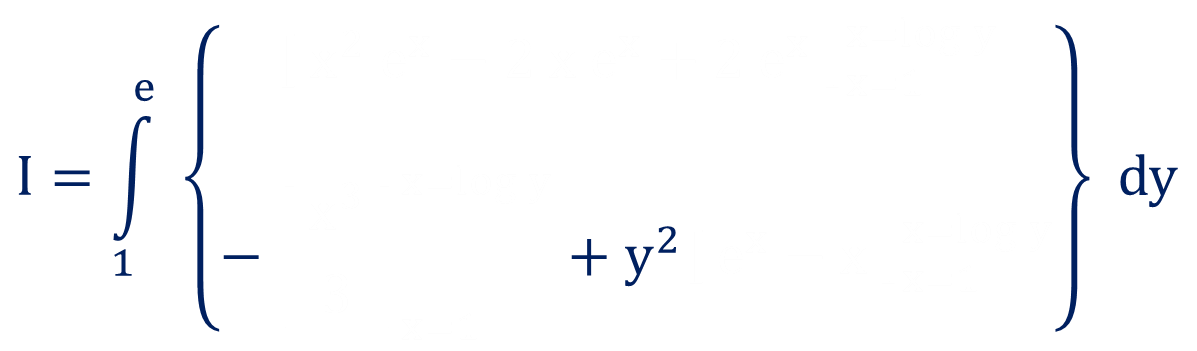 I = ∫₁ᵉ { − + y² } dy